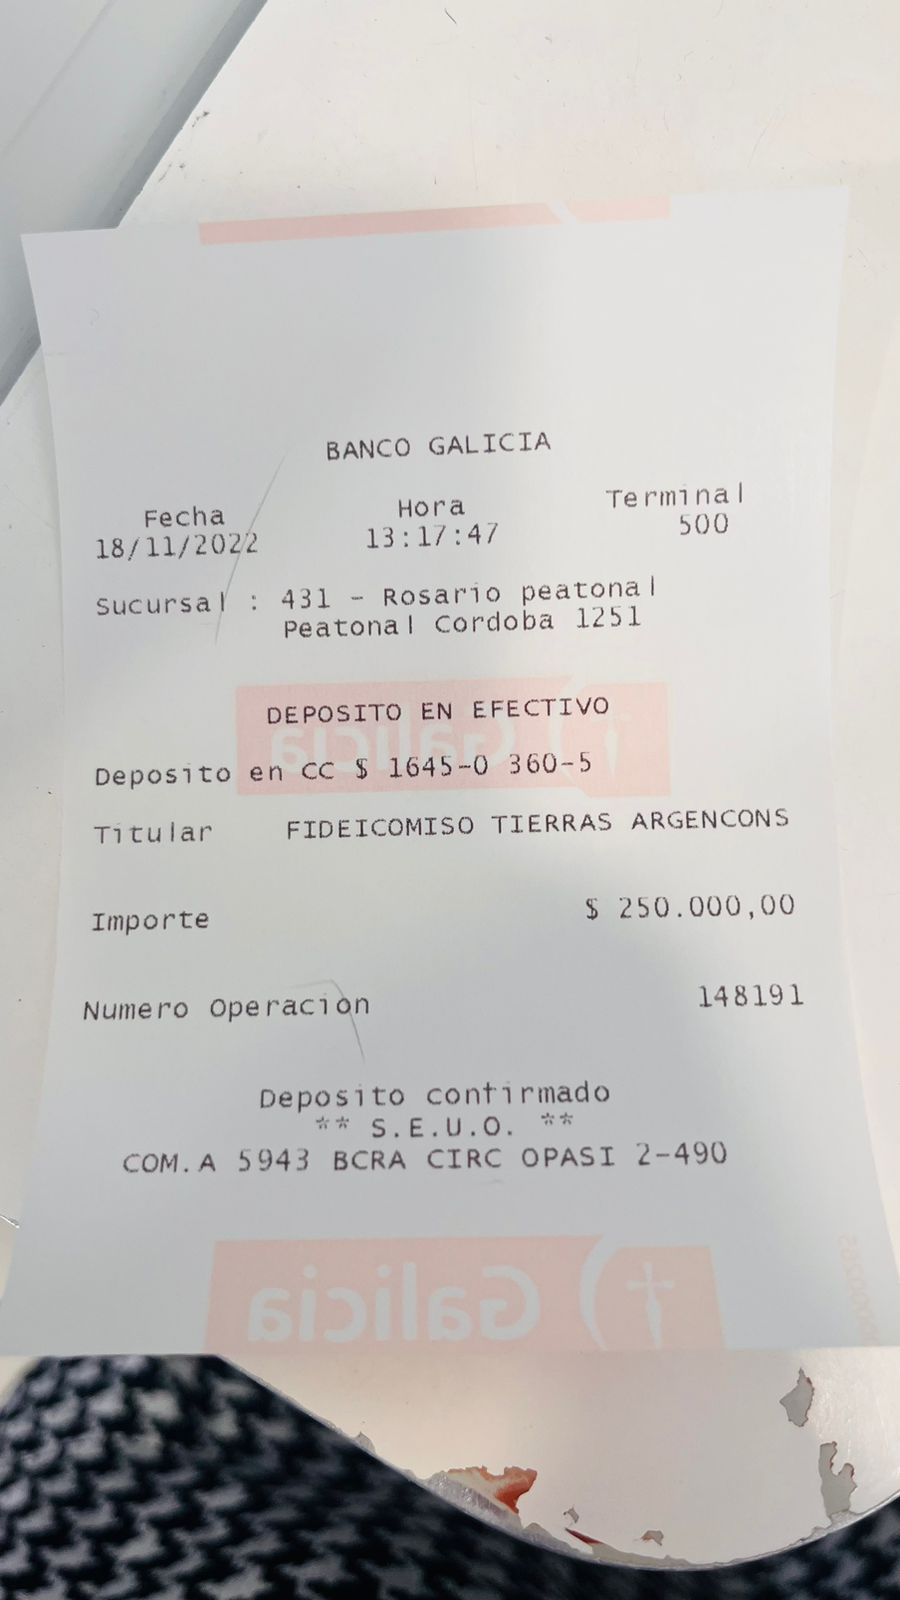 BANCO GALICIA
Fecha Hora Terminal
18/11/2022 13:17:47 500
Sucursal : 431 - Rosario peatonal
Peatonal Cordoba 1251
DEPOSITO EN EFECTIVO
Galicia
Deposito en CC $ 1645-0 360-5
Titular FIDEICOMISO TIERRAS ARGENCONS
Importe $ 250.000,00
Numero Operacion 148191
Deposito confirmado
** S.E.U.O. **
COM.A 5943 BCRA CIRC OPASI 2-490
Galicia